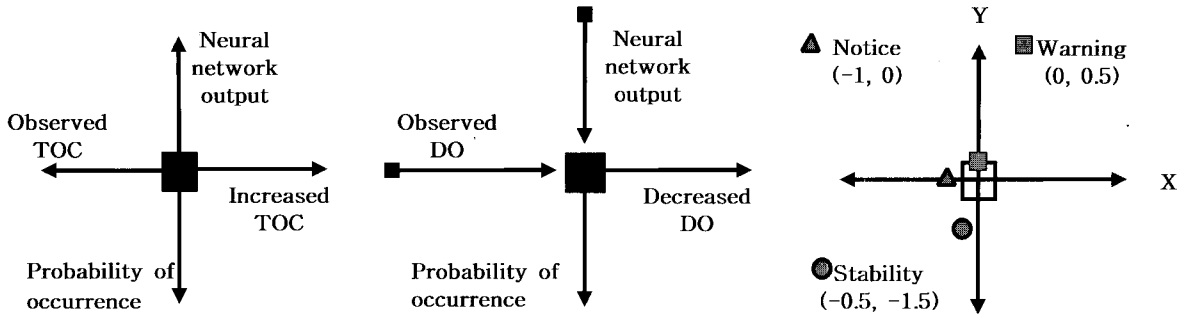 Neural
network
output
Observed
TOC
Increased
TOC
Probability of
occurrence
Neural
network
output
Observed
DO
Decreased
DO
Probability of
occurrence
Y
Notice
(-1, 0)
Warning
(0, 0.5)
X
Stability
(-0.5, -1.5)